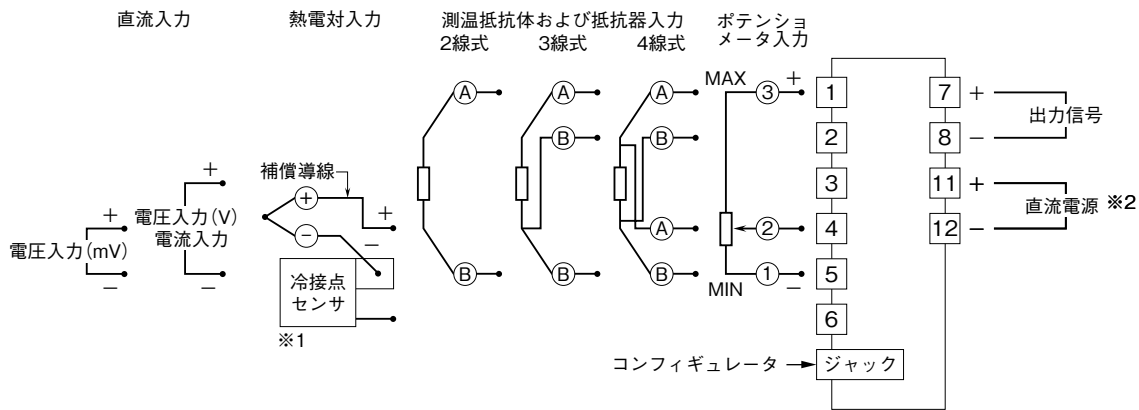 直流入力
熱電対入力
測温抵抗体および抵抗器入力
2線式
3線式
4線式
ポテンショ
メータ入力
電圧入力(mV)
+
−
電圧入力(V)
電流入力
+
−
補償導線
+
−
+
−
冷接点
センサ
※1
A
B
A
B
B
A
B
A
B
MAX
3
+
2
MIN
1
−
1
2
3
4
5
6
コンフィギュレータ
ジャック
7
+
8
−
出力信号
11
+
12
−
直流電源 ※2